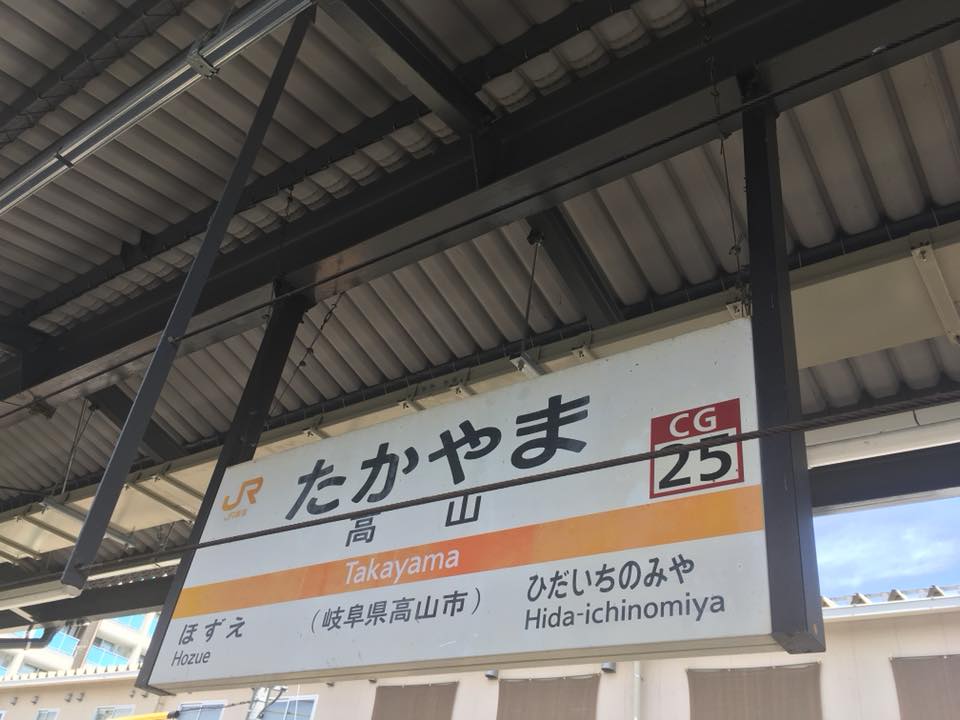 JR
JR東海
たかやま
高山
CG
25
Takayama
ほずえ
Hozue
(岐阜県高山市)
ひだいちのみや
Hida-ichinomiya